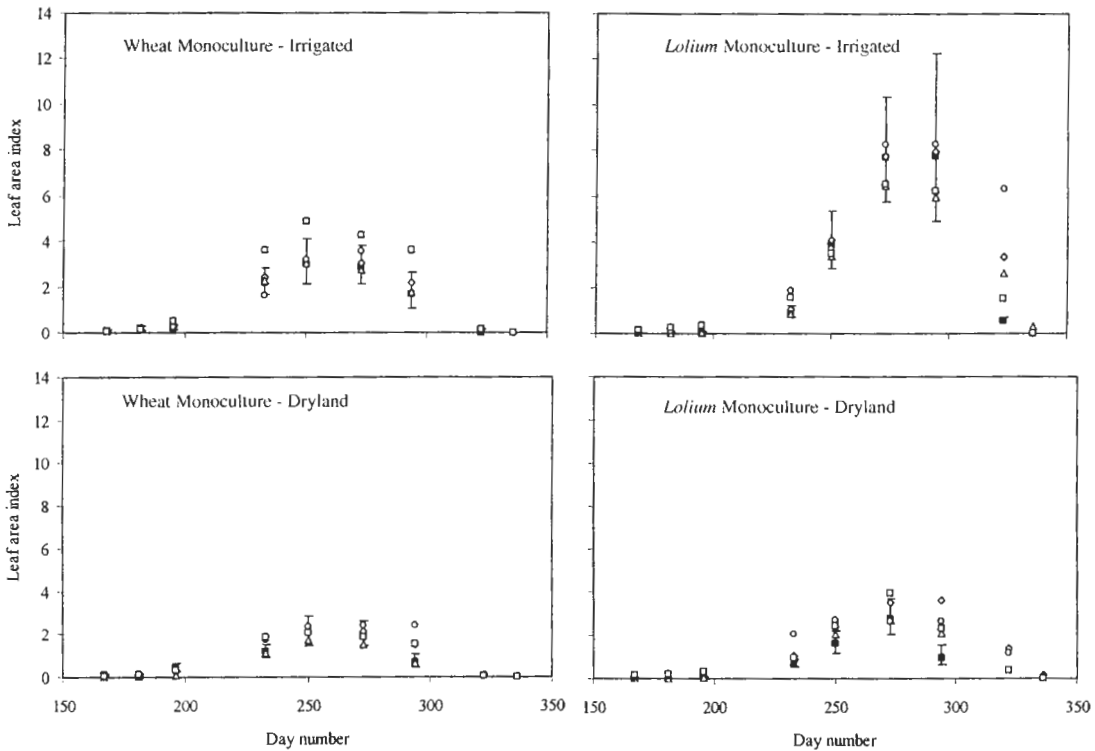 14
12
10
8
6
4
2
0
Leaf area index
Wheat Monoculture - Irrigated
Lolium Monoculture - Irrigated
14
12
10
8
6
4
2
0
Leaf area index
Wheat Monoculture - Dryland
Lolium Monoculture - Dryland
150 200 250 300 350
150 200 250 300 350
Day number
Day number